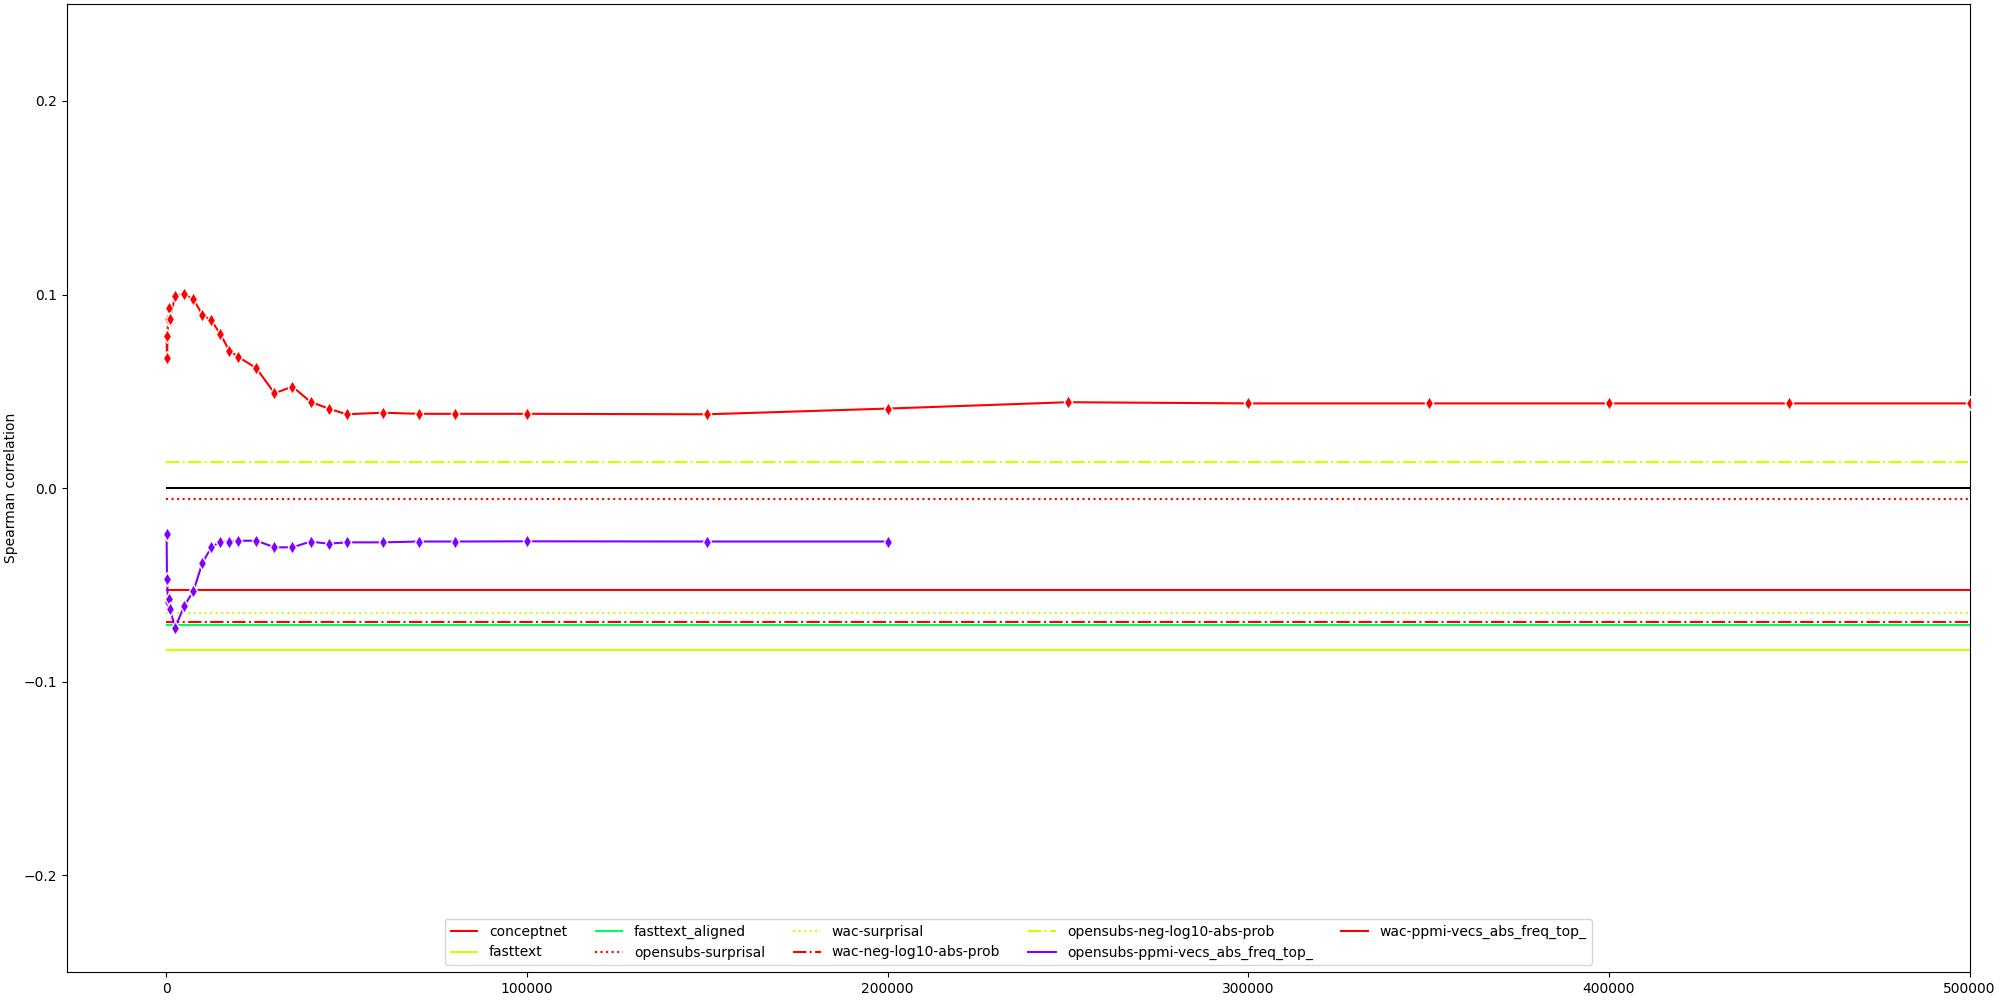 Spearman correlation
0.2
0.1
0.0
−0.1
−0.2
conceptnet
fasttext
fasttext_aligned
opensubs-surprisal
wac-surprisal
wac-neg-log10-abs-prob
opensubs-neg-log10-abs-prob
opensubs-ppmi-vecs_abs_freq_top_
wac-ppmi-vecs_abs_freq_top_
0 100000 200000 300000 400000 500000